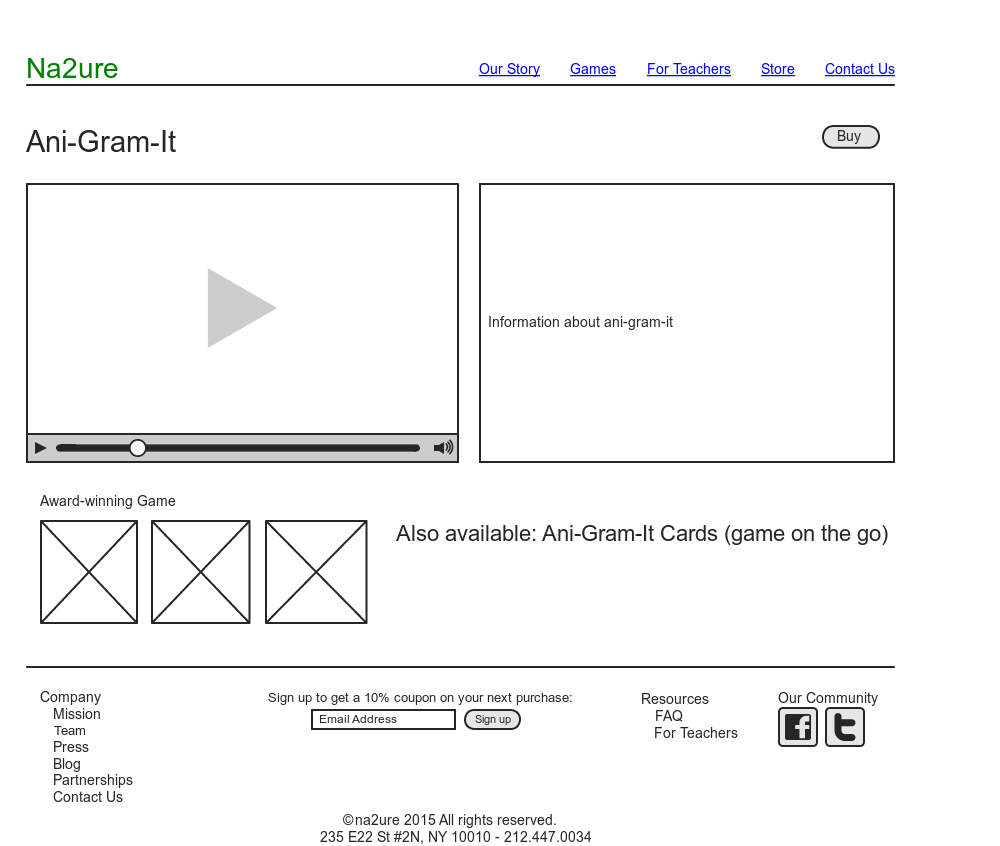 Na2ure
Our Story Games For Teachers Store Contact Us
Ani-Gram-It
Buy
Information about ani-gram-it
Award-winning Game
Also available: Ani-Gram-It Cards (game on the go)
Company
Mission
Team
Press
Blog
Partnerships
Contact Us
Sign up to get a 10% coupon on your next purchase:
Email Address
Sign up
Resources
FAQ
For Teachers
Our Community
©na2ure 2015 All rights reserved.
235 E22 St #2N, NY 10010 - 212.447.0034